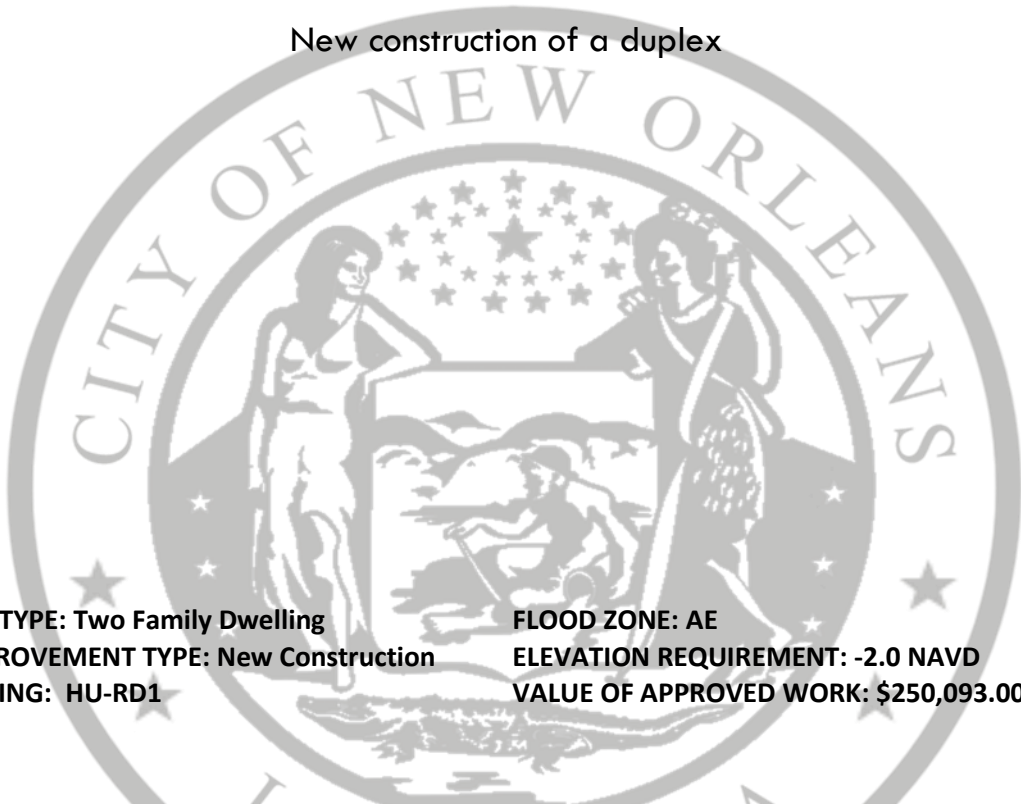 New construction of a duplex
CITY OF NEW ORLEANS
TYPE: Two Family Dwelling
FLOOD ZONE: AE
ROVEMENT TYPE: New Construction
ELEVATION REQUIREMENT: -2.0 NAVD
ING: HU-RD1
VALUE OF APPROVED WORK: $250,093.00